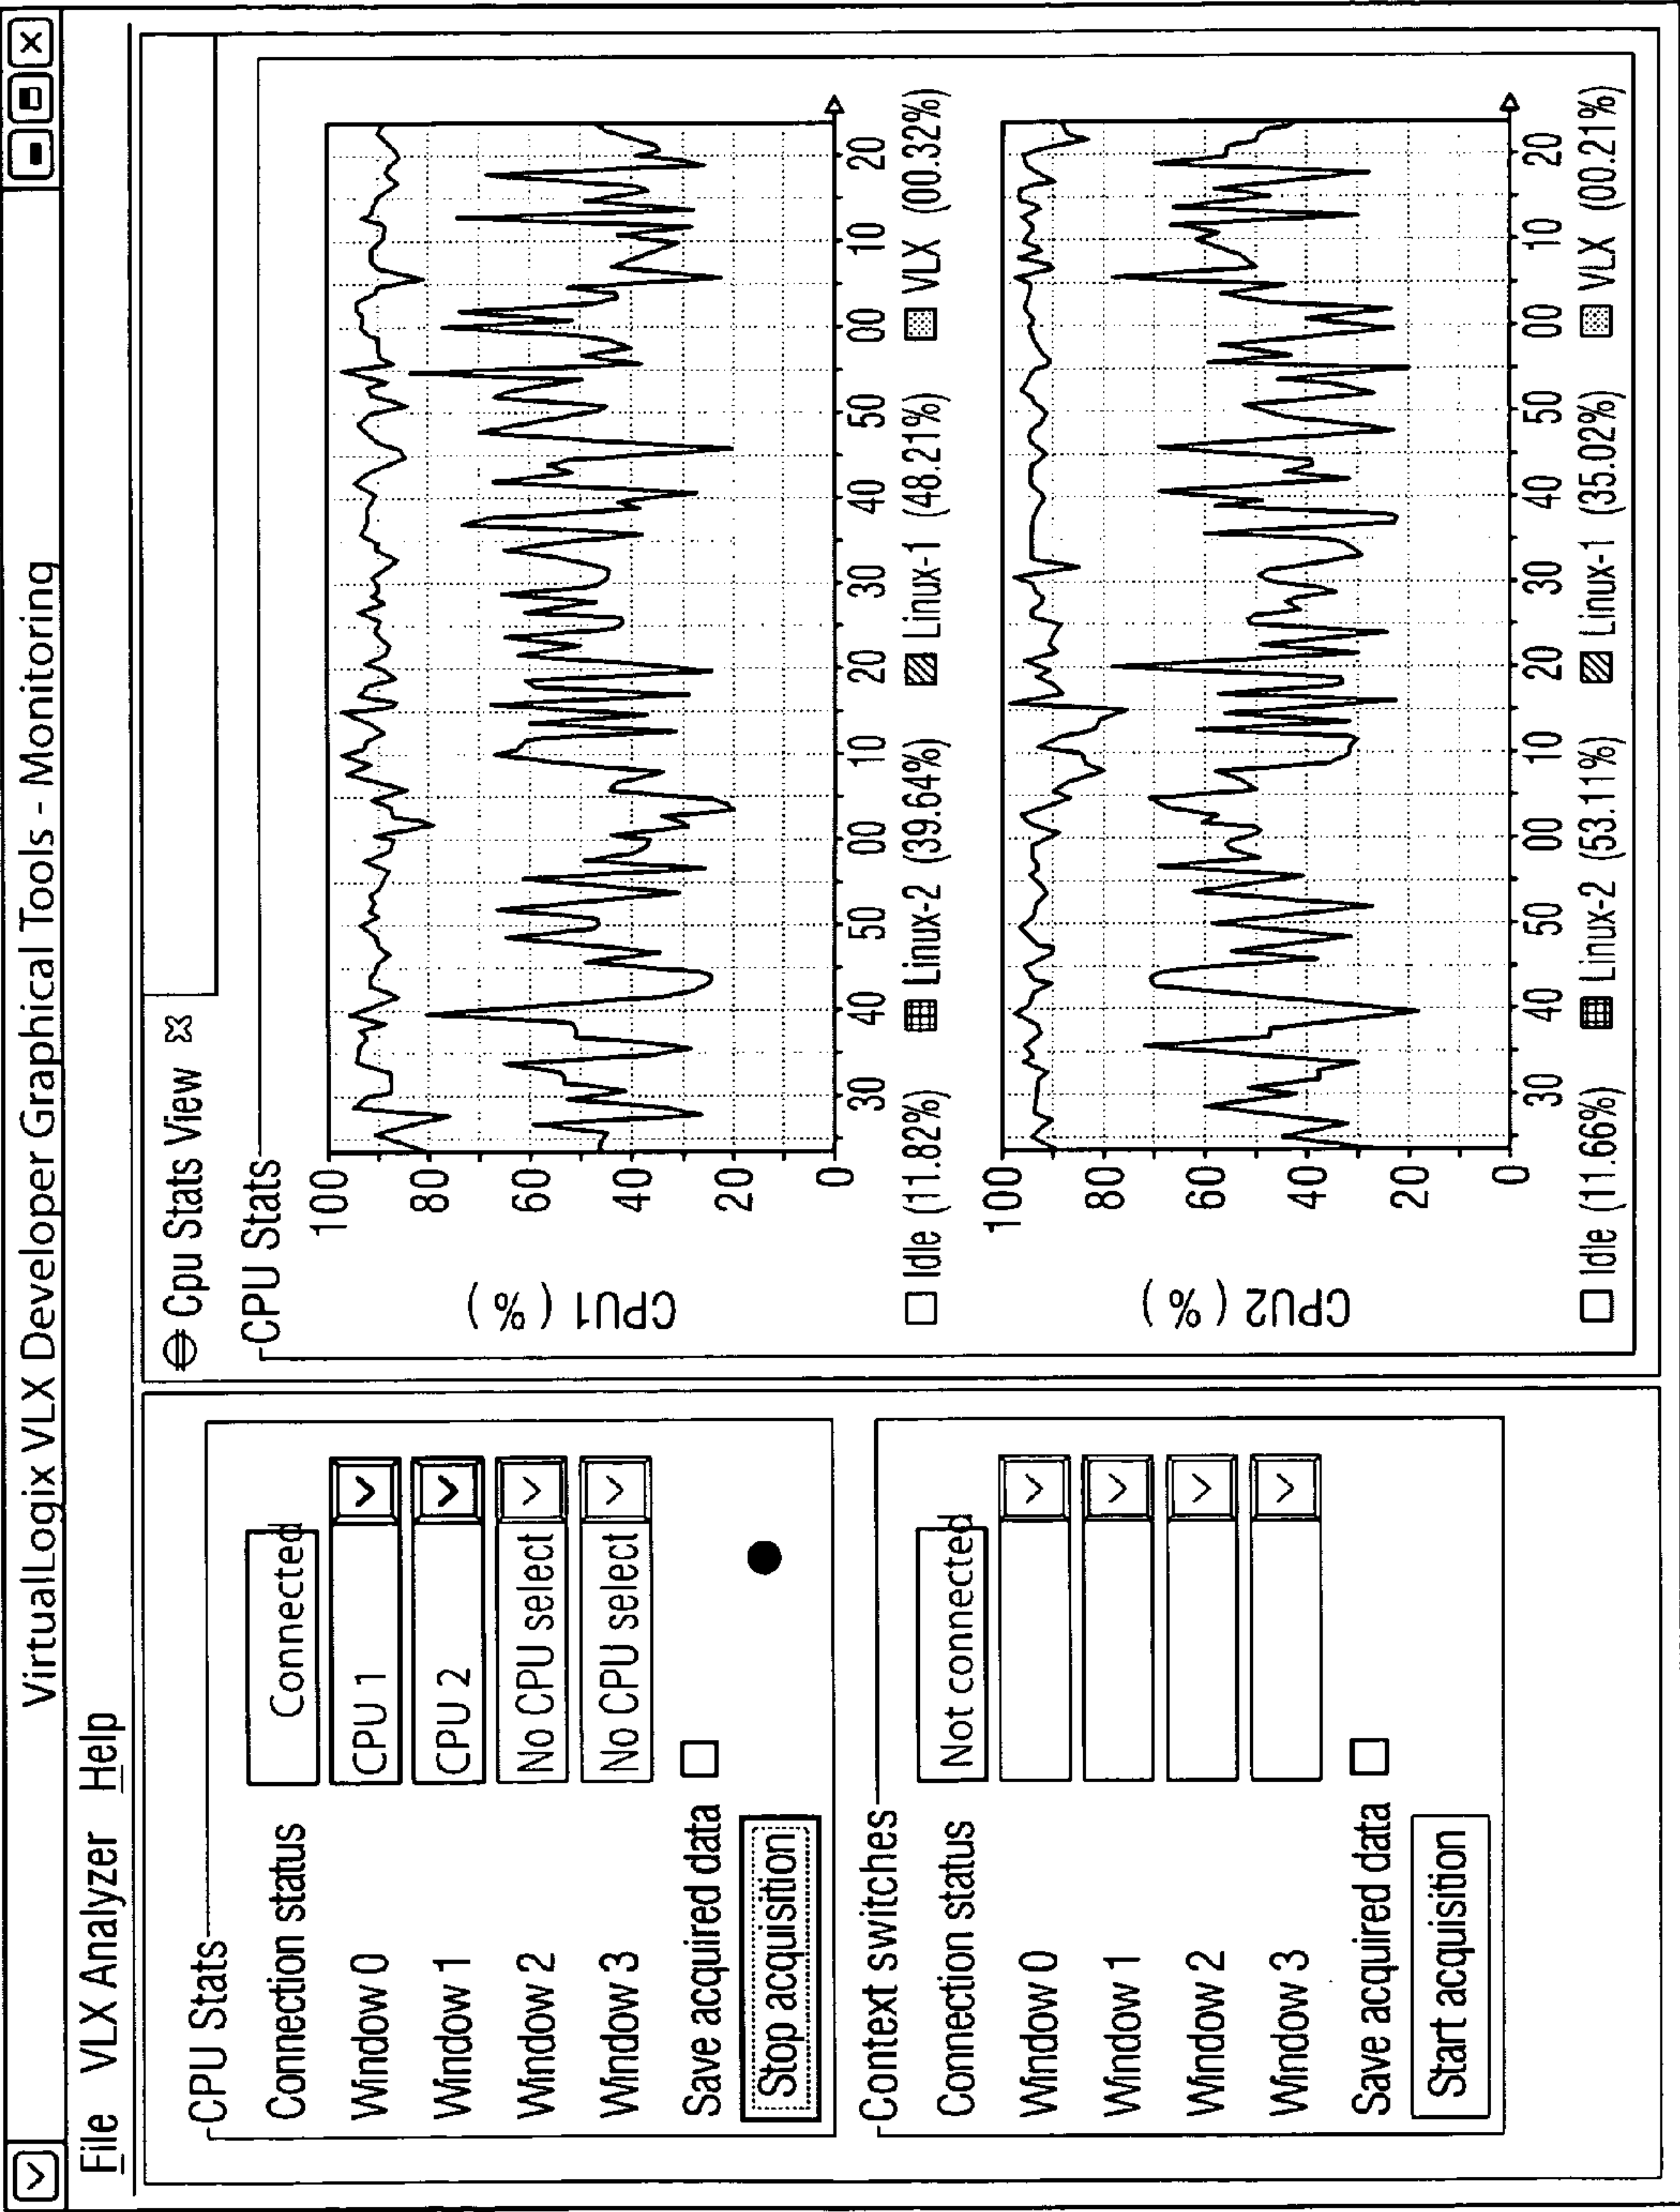 VirtualLogix VLX Developer Graphical Tools - Monitoring
File VLX Analyzer Help
CPU Stats
Connection status Connected
Window 0 CPU 1
Window 1 CPU 2
Window 2 No CPU select
Window 3 No CPU select
Save acquired data
Stop acquisition
Context switches
Connection status Not connected
Window 0
Window 1
Window 2
Window 3
Save acquired data
Start acquisition
Cpu Stats View
CPU Stats
CPU1 (%)
100
80
60
40
20
0
30 40 50 00 10 20 30 40 50 00 10 20
Idle (11.82%) Linux-2 (39.64%) Linux-1 (48.21%) VLX (00.32%)
CPU2 (%)
100
80
60
40
20
0
30 40 50 00 10 20 30 40 50 00 10 20
Idle (11.66%) Linux-2 (53.11%) Linux-1 (35.02%) VLX (00.21%)